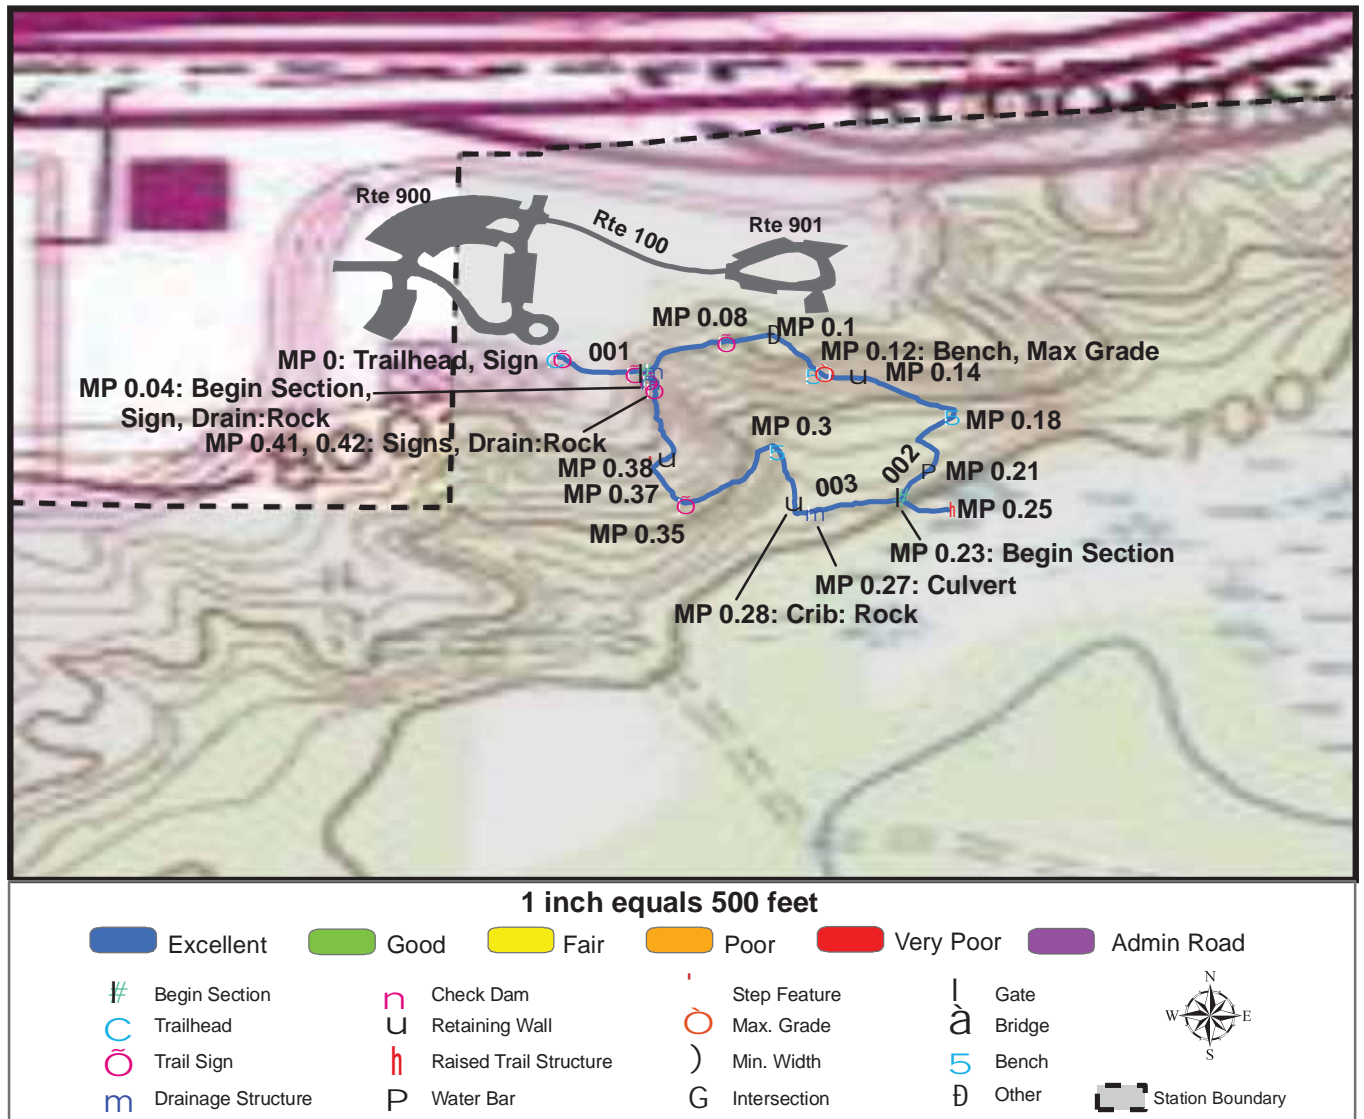 BLOOMIN
Rte 900
Rte 100
Rte 901
MP 0.08
MP 0.1
MP 0: Trailhead, Sign
001
MP 0.12: Bench, Max Grade
MP 0.14
MP 0.04: Begin Section,
Sign, Drain:Rock
MP 0.18
MP 0.41, 0.42: Signs, Drain:Rock
MP 0.3
MP 0.38
MP 0.37
002
MP 0.21
003
MP 0.25
MP 0.35
MP 0.23: Begin Section
MP 0.27: Culvert
MP 0.28: Crib: Rock
1 inch equals 500 feet
Excellent
Good
Fair
Poor
Very Poor
Admin Road
# Begin Section
n Check Dam
' Step Feature
l Gate
N
C Trailhead
u Retaining Wall
Ò Max. Grade
à Bridge
W E
Õ Trail Sign
h Raised Trail Structure
) Min. Width
5 Bench
S
m Drainage Structure
P Water Bar
G Intersection
Ð Other
Station Boundary